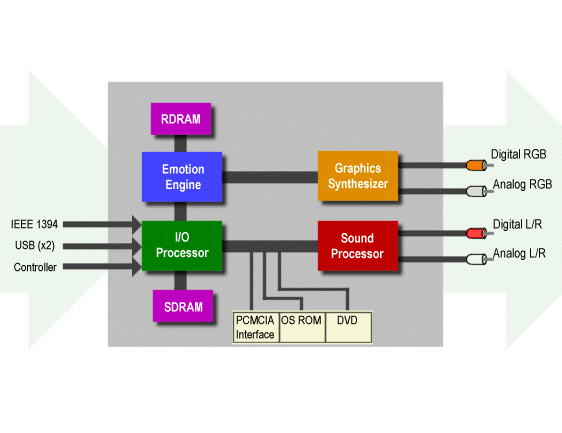 RDRAM
Emotion
Engine
Graphics
Synthesizer
Digital RGB
Analog RGB
IEEE 1394
USB (x2)
Controller
I/O
Processor
Sound
Processor
Digital L/R
Analog L/R
SDRAM
PCMCIA
Interface
OS ROM
DVD